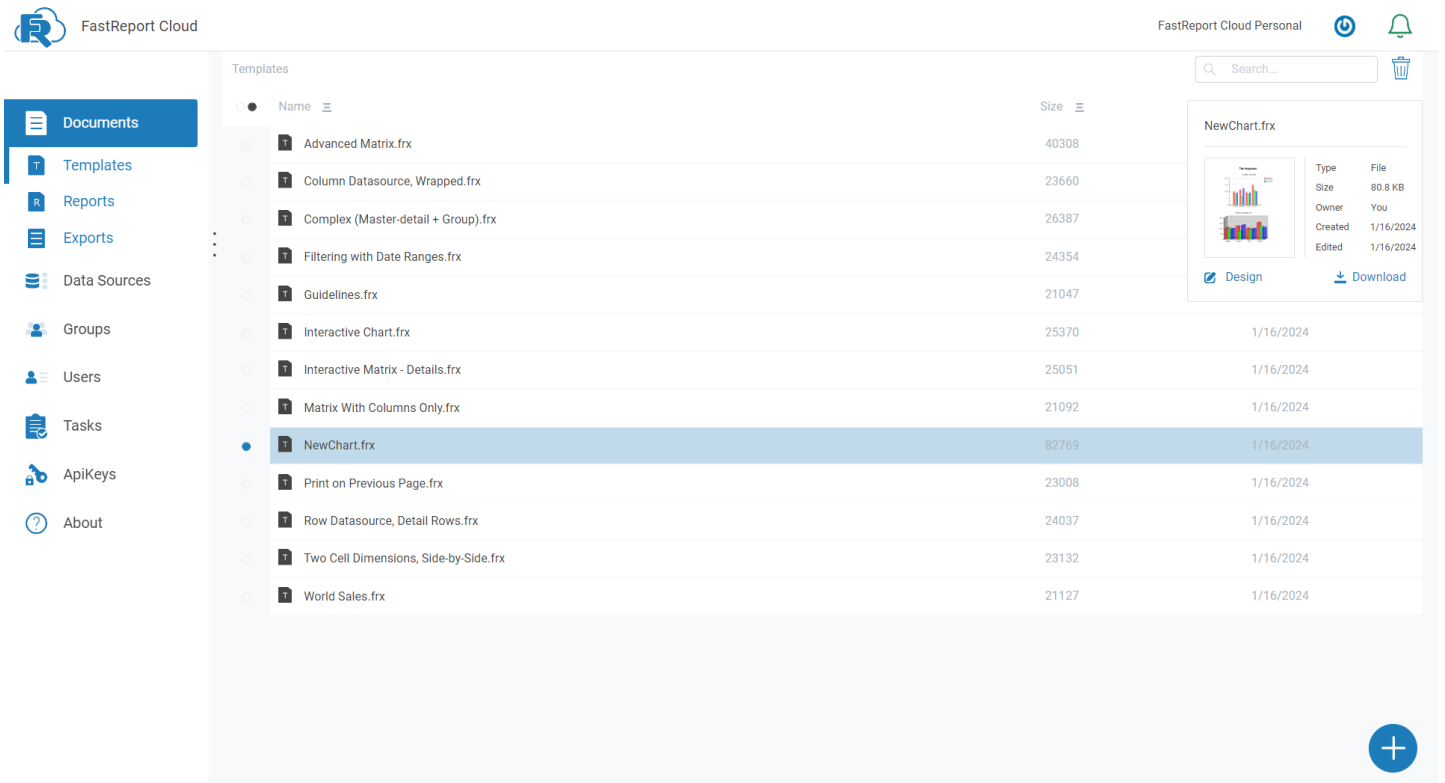 FastReport Cloud
FastReport Cloud Personal
Templates
Search...
Documents
Templates
Reports
Exports
Data Sources
Groups
Users
Tasks
ApiKeys
About
Name
Size
Advanced Matrix.frx 40308
Column Datasource, Wrapped.frx 23660
Complex (Master-detail + Group).frx 26387
Filtering with Date Ranges.frx 24354
Guidelines.frx 21047
Interactive Chart.frx 25370 1/16/2024
Interactive Matrix - Details.frx 25051 1/16/2024
Matrix With Columns Only.frx 21092 1/16/2024
NewChart.frx 82769 1/16/2024
Print on Previous Page.frx 23008 1/16/2024
Row Datasource, Detail Rows.frx 24037 1/16/2024
Two Cell Dimensions, Side-by-Side.frx 23132 1/16/2024
World Sales.frx 21127 1/16/2024
NewChart.frx
Type File
Size 80.8 KB
Owner You
Created 1/16/2024
Edited 1/16/2024
Design
Download